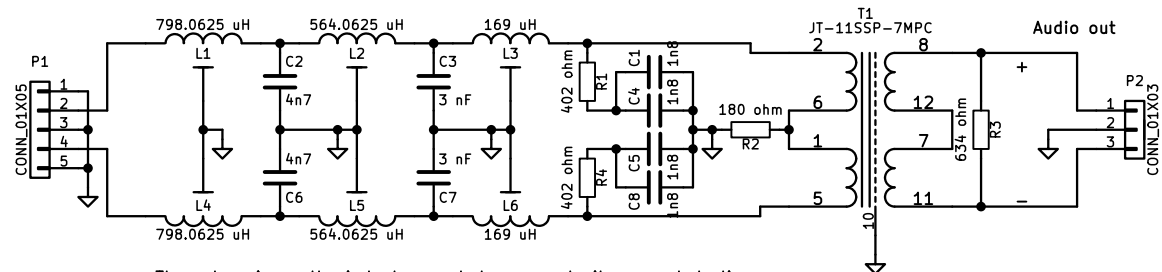 798.0625 uH
564.0625 uH
169 uH
T1
JT-11SSP-7MPC
Audio out
L1
C2
L2
C3
L3
C1
1n8
402 ohm
R1
2
8
+
P1
CONN_01X05
1
2
3
4
5
4n7
3 nF
C4
1n8
180 ohm
R2
6
12
634 ohm
R3
P2
CONN_01X03
1
2
3
4n7
3 nF
402 ohm
R4
C5
1n8
1
7
L4
C6
L5
C7
L6
C8
1n8
5
11
–
10
798.0625 uH
564.0625 uH
169 uH